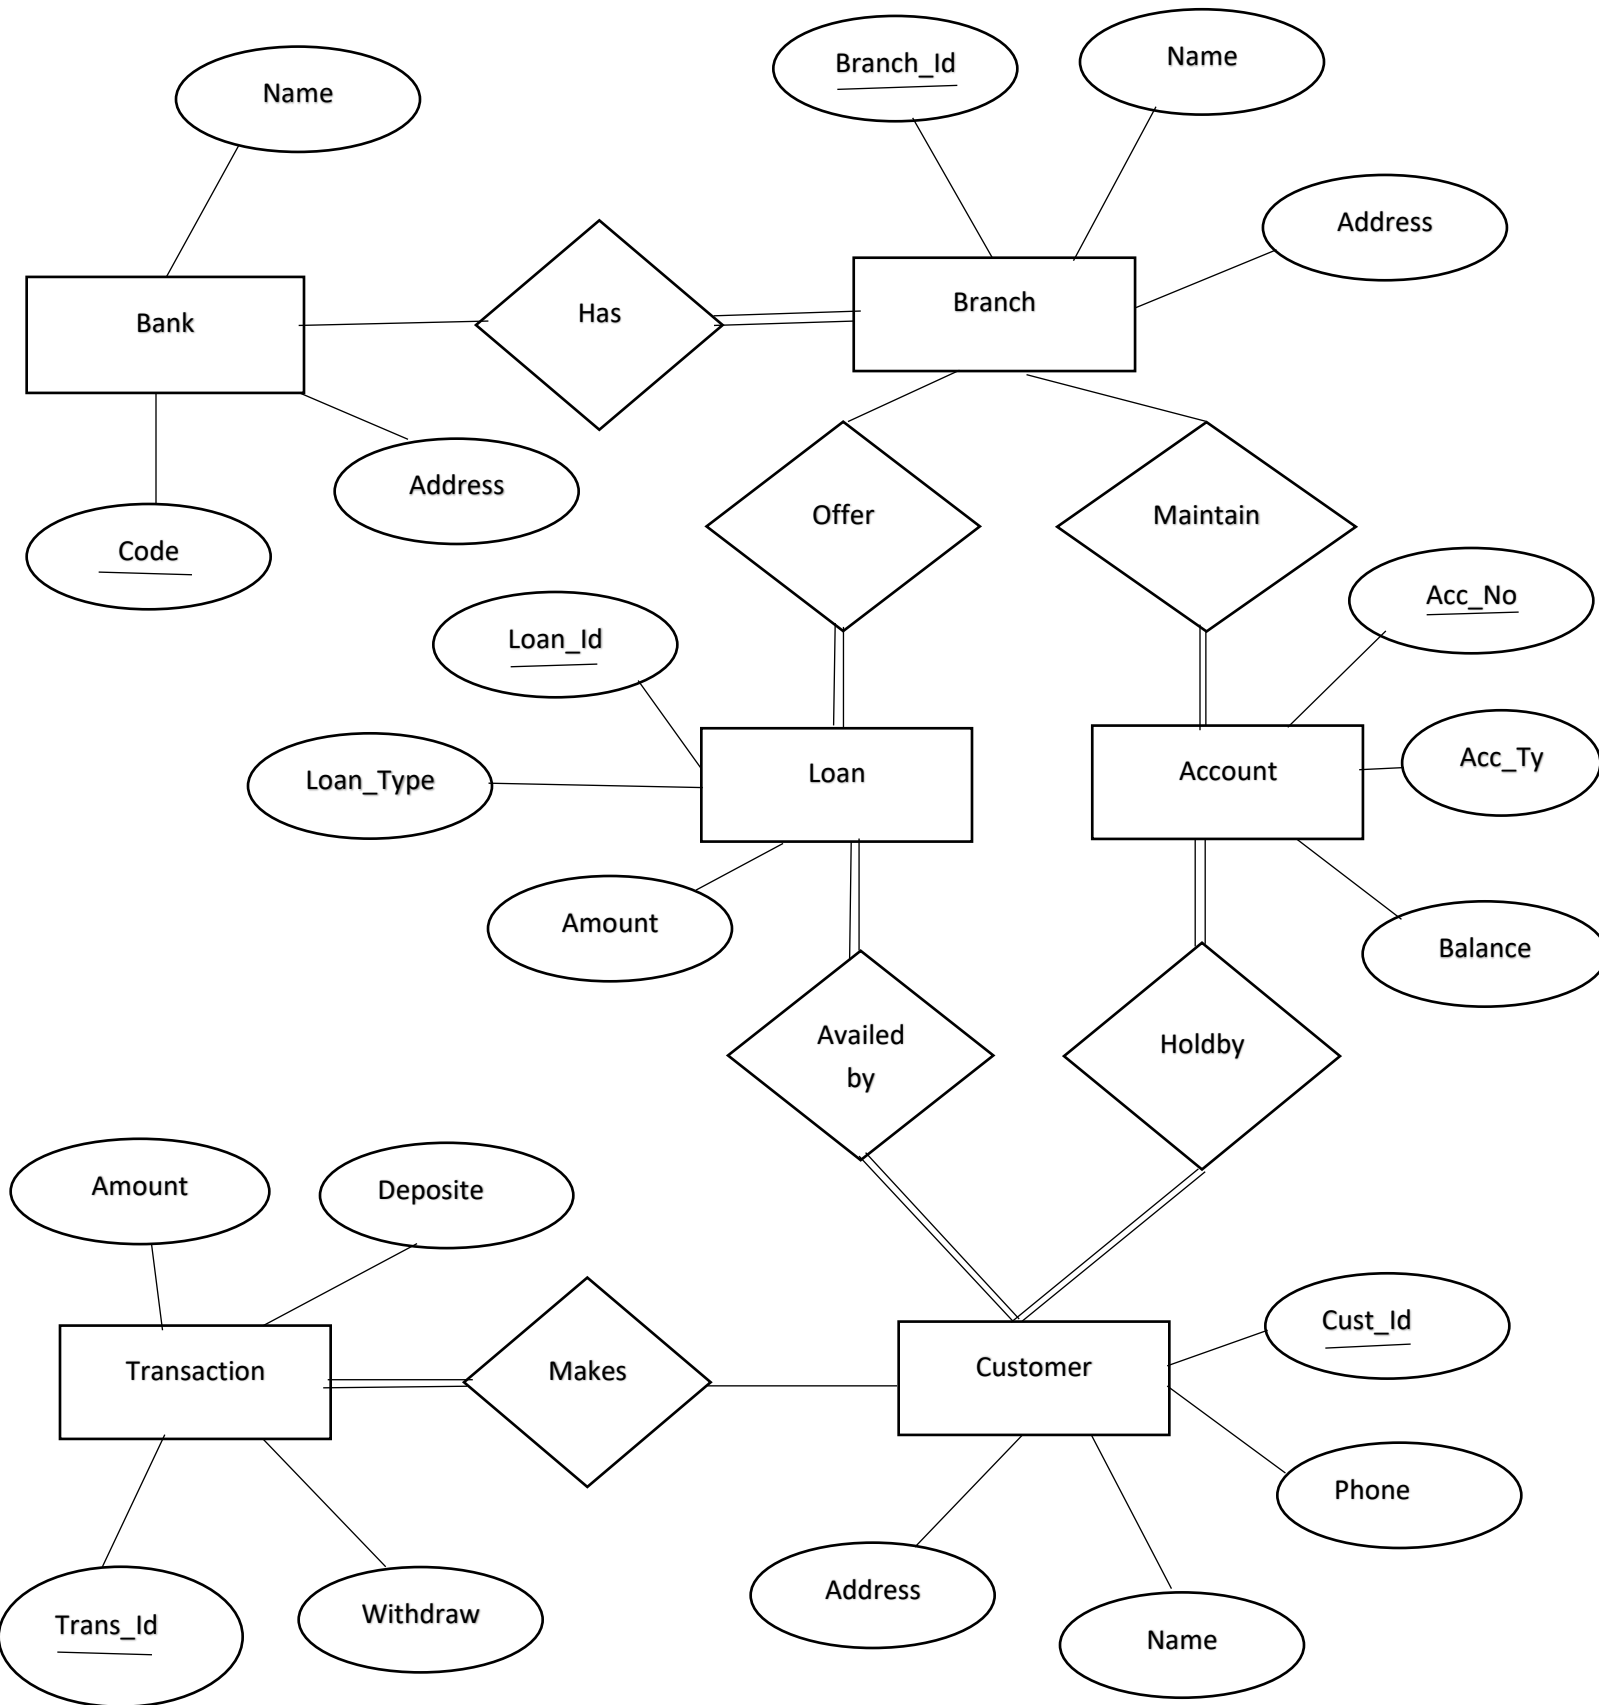 Branch_Id
Name
Name
Address
Branch
Has
Bank
Address
Offer
Maintain
Code
Acc_No
Loan_Id
Acc_Ty
Account
Loan
Loan_Type
Amount
Balance
Availed
by
Holdby
Amount
Deposite
Cust_Id
Customer
Transaction
Makes
Phone
Address
Withdraw
Trans_Id
Name